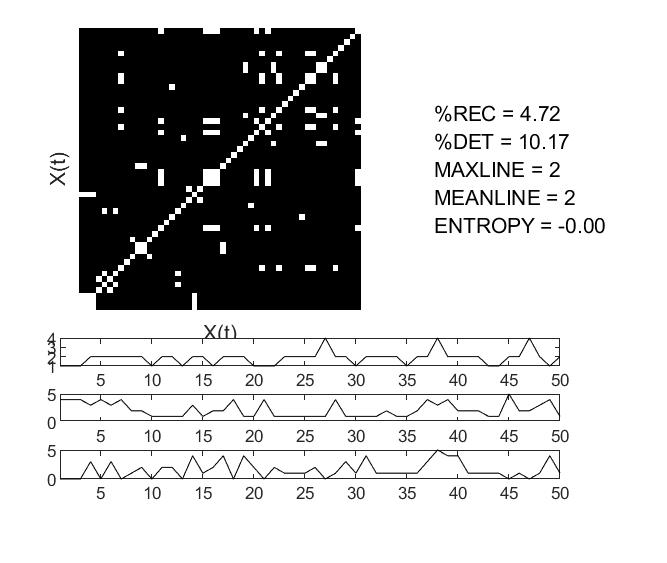 X(t)
%REC = 4.72
%DET = 10.17
MAXLINE = 2
MEANLINE = 2
ENTROPY = -0.00
X(t)
4
3
2
1
5 10 15 20 25 30 35 40 45 50
5
0
5 10 15 20 25 30 35 40 45 50
5
0
5 10 15 20 25 30 35 40 45 50